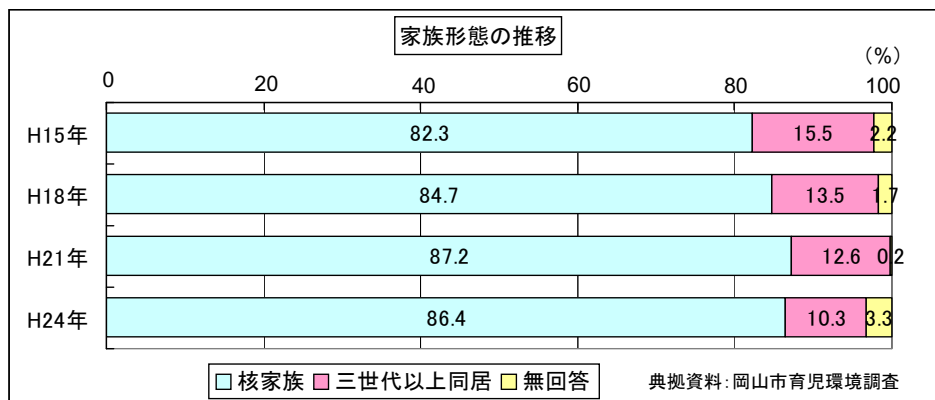 家族形態の推移
(%)
0 20 40 60 80 100
H15年 82.3 15.5 2.2
H18年 84.7 13.5 1.7
H21年 87.2 12.6 0.2
H24年 86.4 10.3 3.3
核家族 三世代以上同居 無回答 典拠資料:岡山市育児環境調査